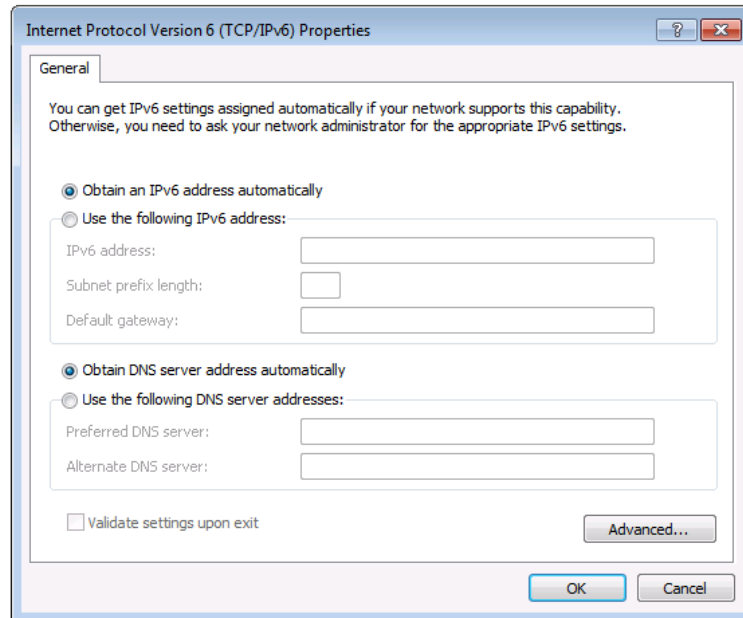 Internet Protocol Version 6 (TCP/IPv6) Properties
?
General
You can get IPv6 settings assigned automatically if your network supports this capability.
Otherwise, you need to ask your network administrator for the appropriate IPv6 settings.
Obtain an IPv6 address automatically
Use the following IPv6 address:
IPv6 address:
Subnet prefix length:
Default gateway:
Obtain DNS server address automatically
Use the following DNS server addresses:
Preferred DNS server:
Alternate DNS server:
Validate settings upon exit
Advanced...
OK
Cancel